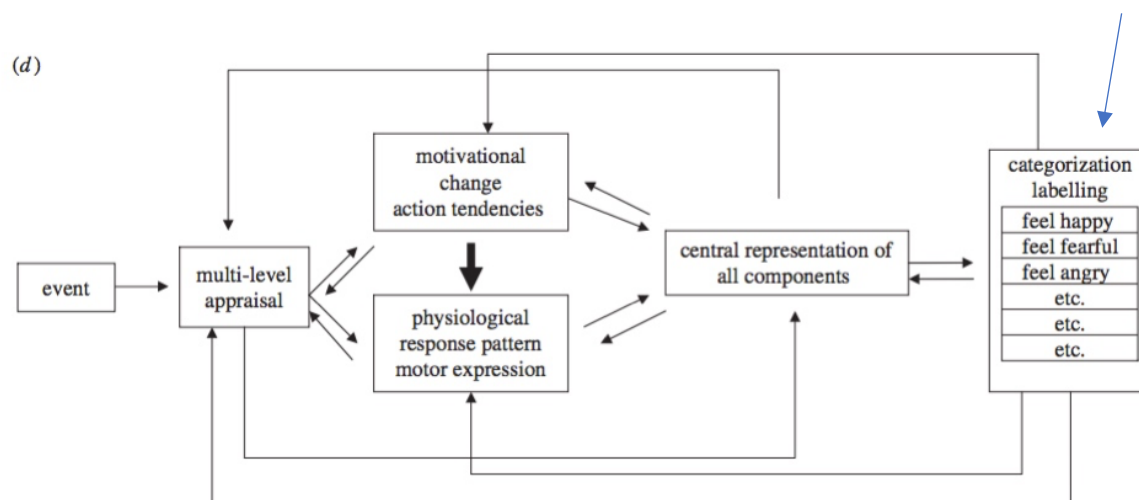 (d)
motivational
change
action tendencies
categorization
labelling
feel happy
feel fearful
feel angry
etc.
etc.
etc.
event
multi-level
appraisal
central representation of
all components
physiological
response pattern
motor expression